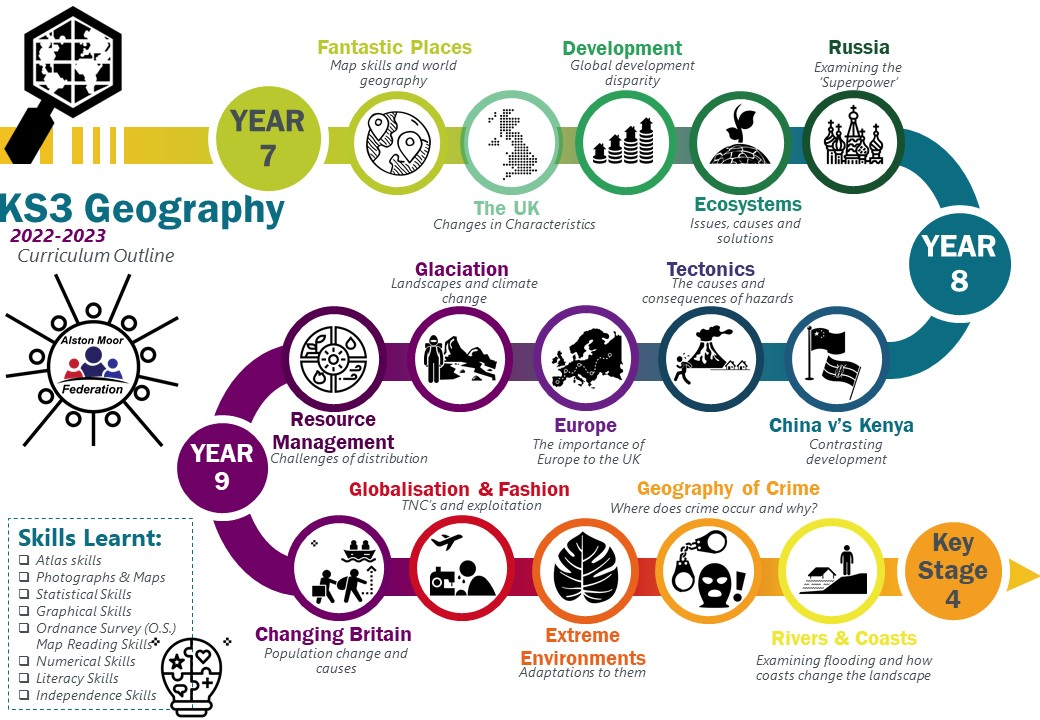 Fantastic Places
Map skills and world
geography
Development
Global development
disparity
Russia
Examining the
‘Superpower’
YEAR
7
KS3 Geography
2022-2023
Curriculum Outline
The UK
Changes in Characteristics
Ecosystems
Issues, causes and
solutions
YEAR
8
Glaciation
Landscapes and climate
change
Tectonics
The causes and
consequences of hazards
Alston Moor
Federation
Resource
Management
Challenges of distribution
Europe
The importance of
Europe to the UK
China v’s Kenya
Contrasting
development
YEAR
9
Globalisation & Fashion
TNC’s and exploitation
Geography of Crime
Where does crime occur and why?
Key
Stage
4
Changing Britain
Population change and
causes
Extreme
Environments
Adaptations to them
Rivers & Coasts
Examining flooding and how
coasts change the landscape
Skills Learnt:
Atlas skills
Photographs & Maps
Statistical Skills
Graphical Skills
Ordnance Survey (O.S.)
Map Reading Skills
Numerical Skills
Literacy Skills
Independence Skills